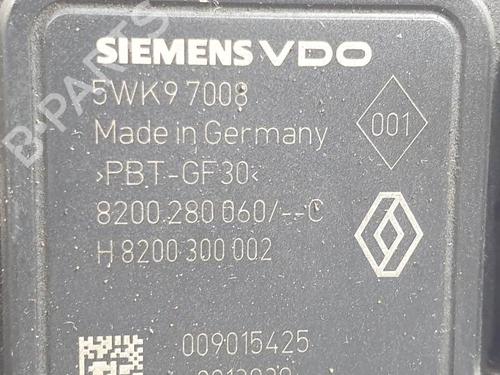 SIEMENS VDO
5WK9 7008
Made in Germany
001
>PBT-GF30<
8200 280 060/--C
H 8200 300 002
009015425
B-PARTS